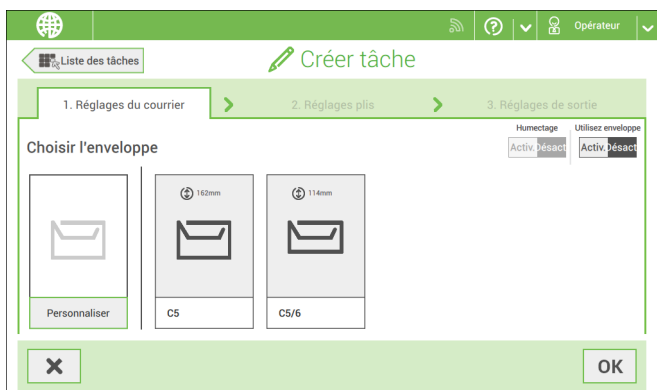 Opérateur
Liste des tâches
Créer tâche
1. Réglages du courrier
2. Réglages plis
3. Réglages de sortie
Humectage
Utilisez enveloppe
Choisir l'enveloppe
Activ. Désact
Activ. Désact
162mm
114mm
Personnaliser
C5
C5/6
OK